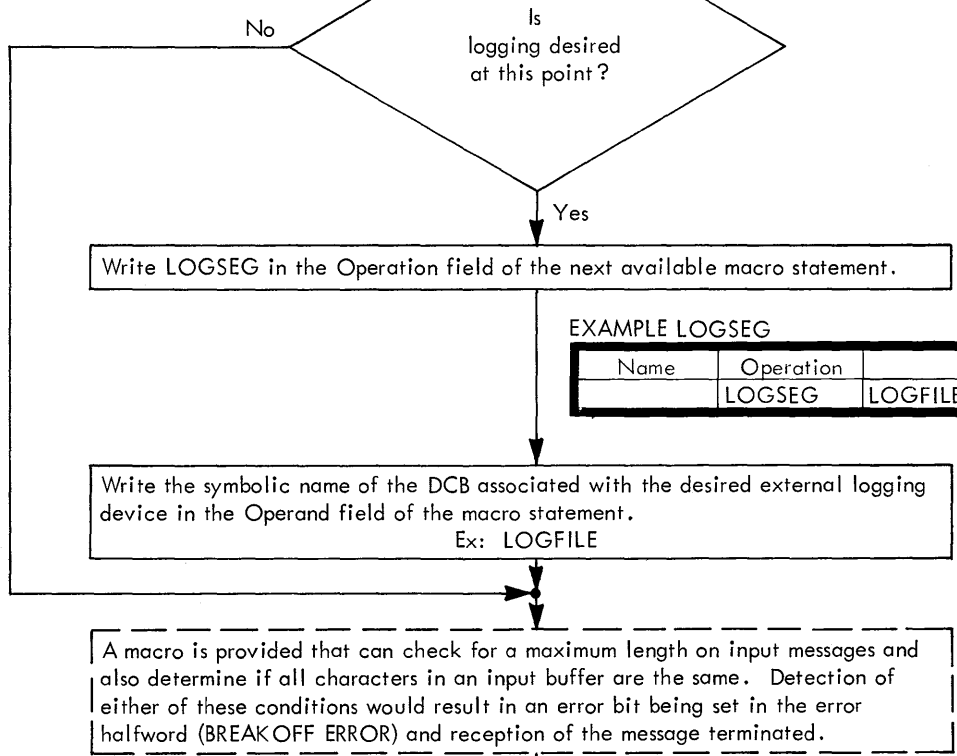 Is
No
logging desired
at this point?
Yes
Write LOGSEG in the Operation field of the next available macro statement.
EXAMPLE LOGSEG
Name Operation
LOGSEG LOGFILE
Write the symbolic name of the DCB associated with the desired external logging
device in the Operand field of the macro statement.
Ex: LOGFILE
A macro is provided that can check for a maximum length on input messages and
also determine if all characters in an input buffer are the same. Detection of
either of these conditions would result in an error bit being set in the error
halfword (BREAKOFF ERROR) and reception of the message terminated.